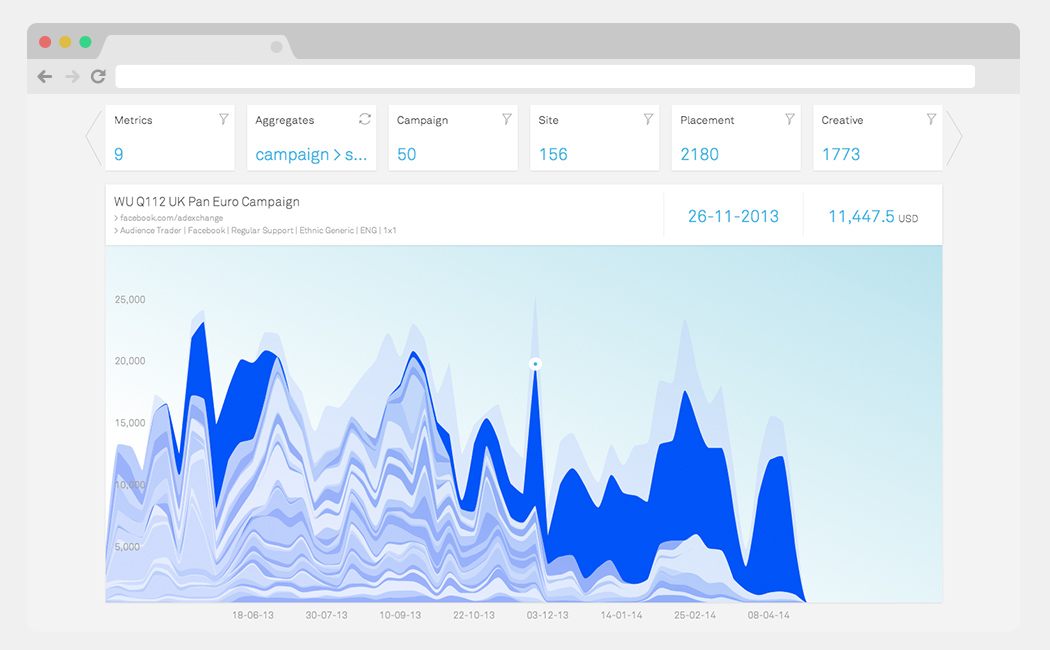 Metrics
9
Aggregates
campaign > s...
Campaign
50
Site
156
Placement
2180
Creative
1773
WU Q112 UK Pan Euro Campaign
> facebook.com/adexchange
> Audience Trader | Facebook | Regular Support | Ethnic Generic | ENG | 1x1
26-11-2013
11,447.5 USD
25,000
20,000
15,000
10,000
5,000
18-06-13 30-07-13 10-09-13 22-10-13 03-12-13 14-01-14 25-02-14 08-04-14